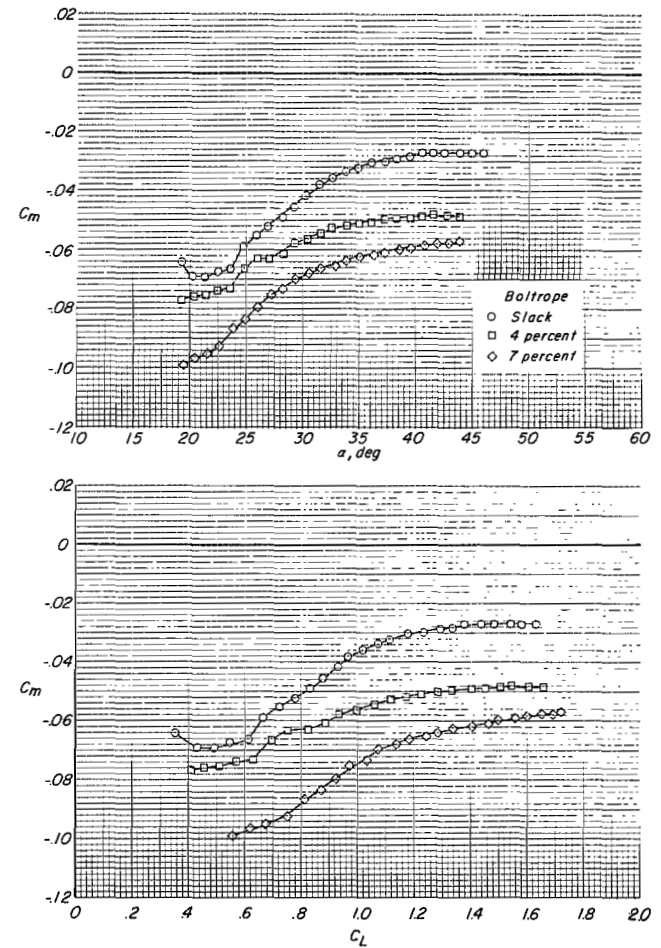 .02
0
-.02
-.04
Cm
-.06
-.08
-.10
-.12
10 15 20 25 30 35 40 45 50 55 60
α, deg
Boltrope
Slack
4 percent
7 percent
.02
0
-.02
-.04
Cm
-.06
-.08
-.10
-.12
0 .2 .4 .6 .8 1.0 1.2 1.4 1.6 1.8 2.0
CL